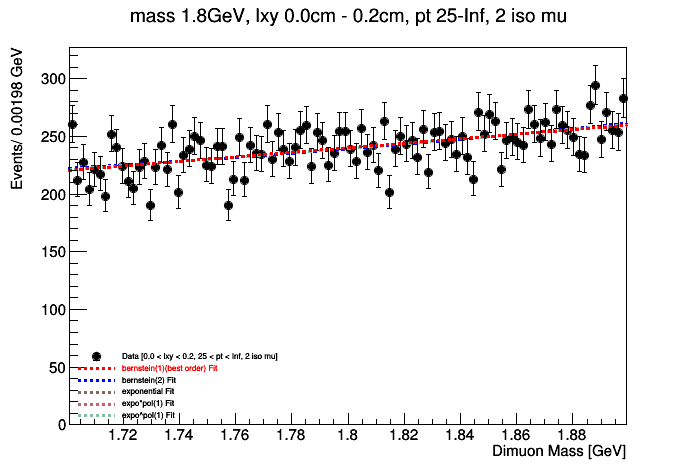 mass 1.8GeV, lxy 0.0cm - 0.2cm, pt 25-Inf, 2 iso mu
Events/ 0.00198 GeV
300
250
200
150
100
50
0
Data [0.0 < lxy < 0.2, 25 < pt < Inf, 2 iso mu]
bernstein(1)(best order) Fit
bernstein(2) Fit
exponential Fit
expo*pol(1) Fit
expo^pol(1) Fit
1.72 1.74 1.76 1.78 1.8 1.82 1.84 1.86 1.88
Dimuon Mass [GeV]